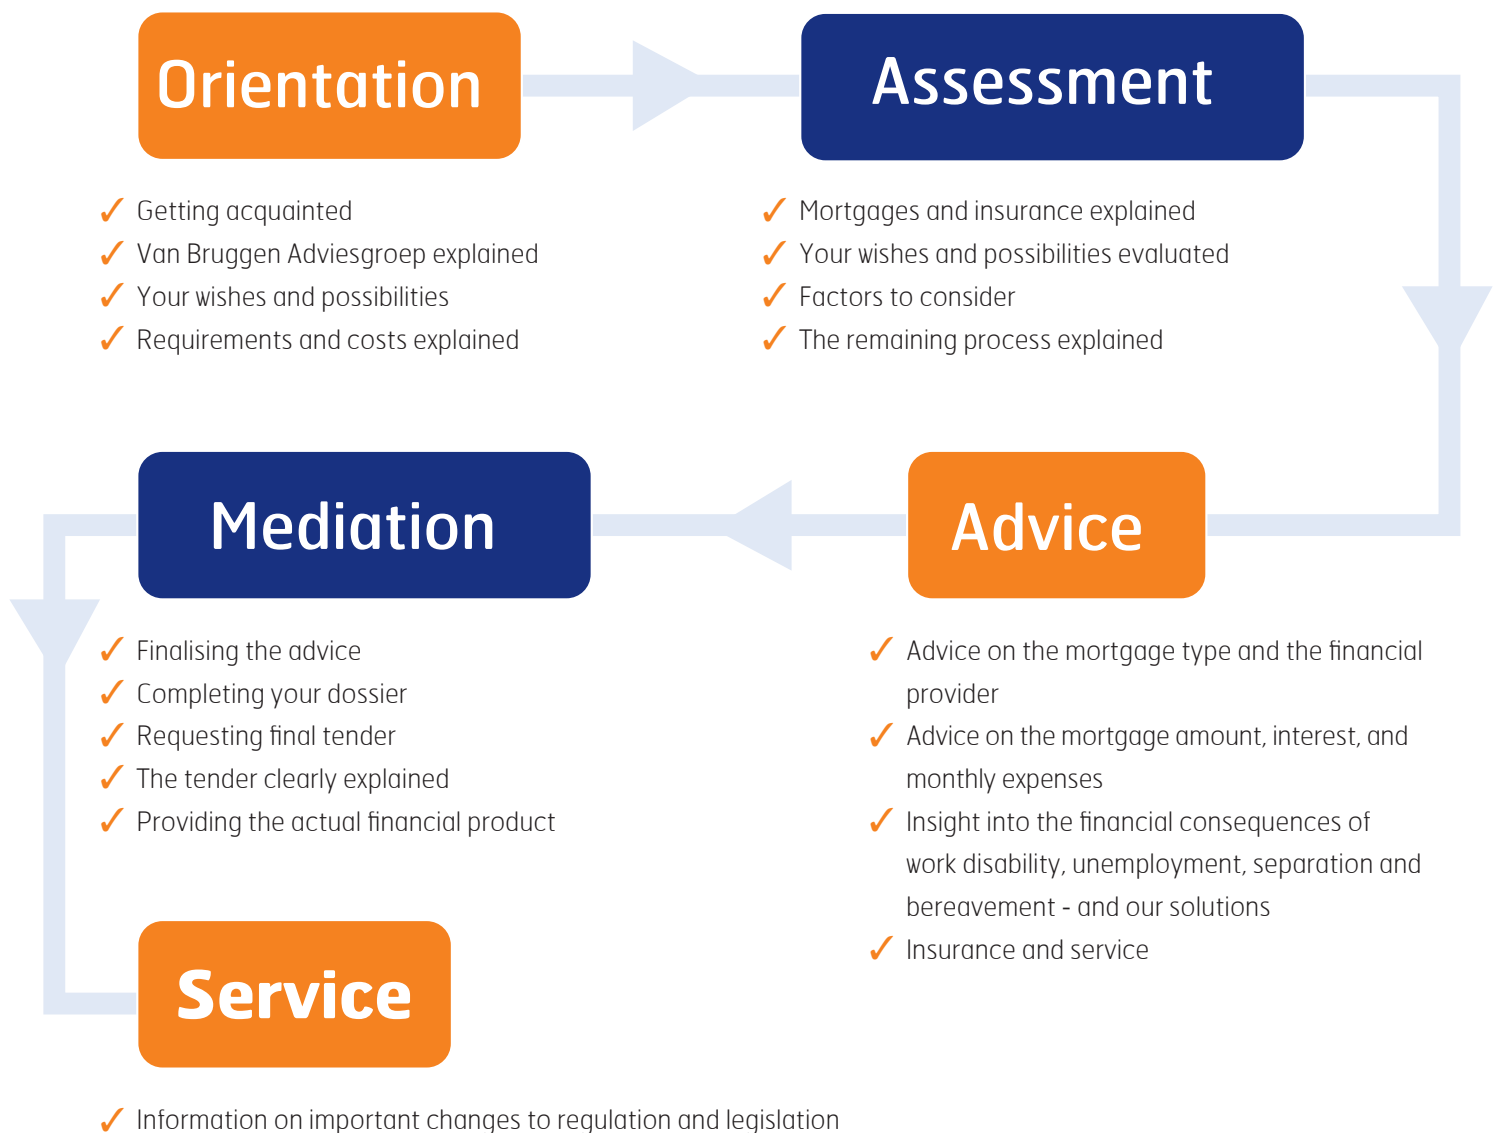 Orientation
Getting acquainted
Van Bruggen Adviesgroep explained
Your wishes and possibilities
Requirements and costs explained
Assessment
Mortgages and insurance explained
Your wishes and possibilities evaluated
Factors to consider
The remaining process explained
Advice
Advice on the mortgage type and the financial
provider
Advice on the mortgage amount, interest, and
monthly expenses
Insight into the financial consequences of
work disability, unemployment, separation and
bereavement - and our solutions
Insurance and service
Mediation
Finalising the advice
Completing your dossier
Requesting final tender
The tender clearly explained
Providing the actual financial product
Service
Information on important changes to regulation and legislation